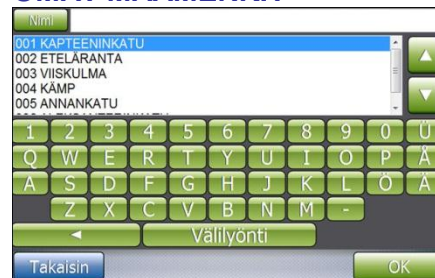 Nimi
001 KAPTEENINKATU
002 ETELÄRANTA
003 VIISKULMA
004 KÄMP
005 ANNANKATU
1 2 3 4 5 6 7 8 9 0 Ü
Q W E R T Y U I O P Å
A S D F G H J K L Ö Ä
Z X C V B N M -
Välilyönti
Takaisin OK